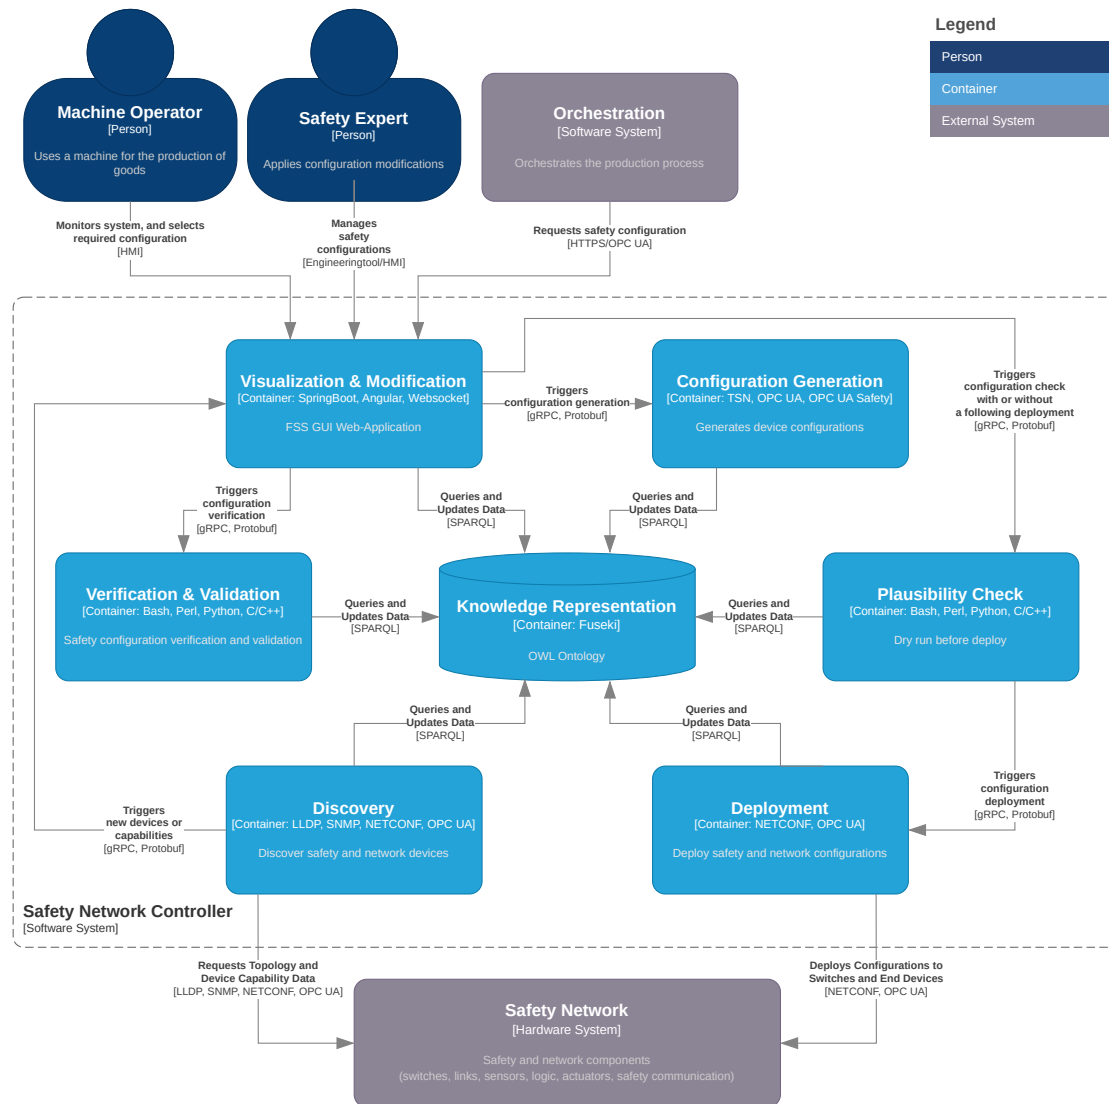 Legend
Person
Container
External System
Machine Operator
[Person]
Uses a machine for the production of
goods
Safety Expert
[Person]
Applies configuration modifications
Orchestration
[Software System]
Orchestrates the production process
Monitors system, and selects
required configuration
[HMI]
Manages
safety
configurations
[Engineeringtool/HMI]
Requests safety configuration
[HTTPS/OPC UA]
Visualization & Modification
[Container: SpringBoot, Angular, Websocket]
FSS GUI Web-Application
Triggers
configuration generation
[gRPC, Protobuf]
Configuration Generation
[Container: TSN, OPC UA, OPC UA Safety]
Generates device configurations
Triggers
configuration check
with or without
a following deployment
[gRPC, Protobuf]
Triggers
configuration
verification
[gRPC, Protobuf]
Queries and
Updates Data
[SPARQL]
Queries and
Updates Data
[SPARQL]
Verification & Validation
[Container: Bash, Perl, Python, C/C++]
Safety configuration verification and validation
Queries and
Updates Data
[SPARQL]
Knowledge Representation
[Container: Fuseki]
OWL Ontology
Queries and
Updates Data
[SPARQL]
Plausibility Check
[Container: Bash, Perl, Python, C/C++]
Dry run before deploy
Queries and
Updates Data
[SPARQL]
Queries and
Updates Data
[SPARQL]
Triggers
new devices or
capabilities
[gRPC, Protobuf]
Discovery
[Container: LLDP, SNMP, NETCONF, OPC UA]
Discover safety and network devices
Deployment
[Container: NETCONF, OPC UA]
Deploy safety and network configurations
Triggers
configuration
deployment
[gRPC, Protobuf]
Safety Network Controller
[Software System]
Requests Topology and
Device Capability Data
[LLDP, SNMP, NETCONF, OPC UA]
Deploys Configurations to
Switches and End Devices
[NETCONF, OPC UA]
Safety Network
[Hardware System]
Safety and network components
(switches, links, sensors, logic, actuators, safety communication)